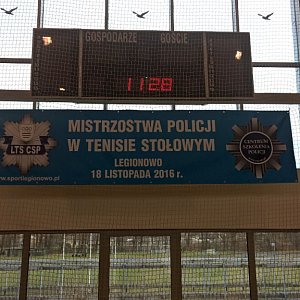 GOSPODARZE GOŚCIE
11:28
MISTRZOSTWA POLICJI
W TENISIE STOŁOWYM
LEGIONOWO
18 LISTOPADA 2016 r.
LTS CSP
www.sportlegionowo.pl
CENTRUM
SZKOLENIA
POLICJI